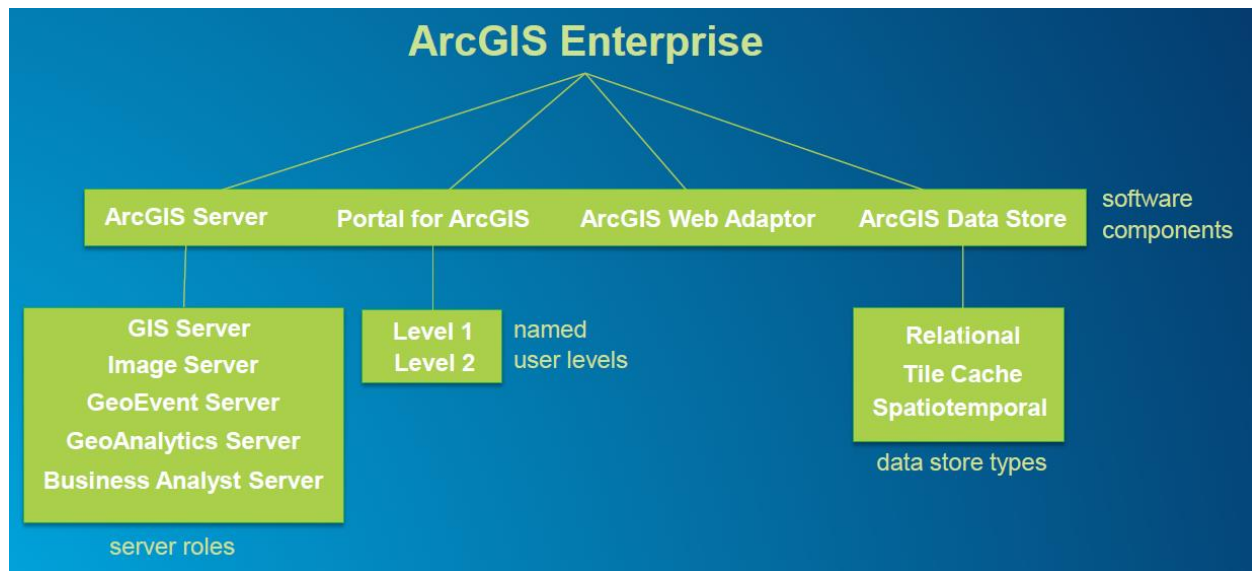 ArcGIS Enterprise
ArcGIS Server
Portal for ArcGIS
ArcGIS Web Adaptor
ArcGIS Data Store
software
components
GIS Server
Image Server
GeoEvent Server
GeoAnalytics Server
Business Analyst Server
server roles
Level 1
Level 2
named
user levels
Relational
Tile Cache
Spatiotemporal
data store types